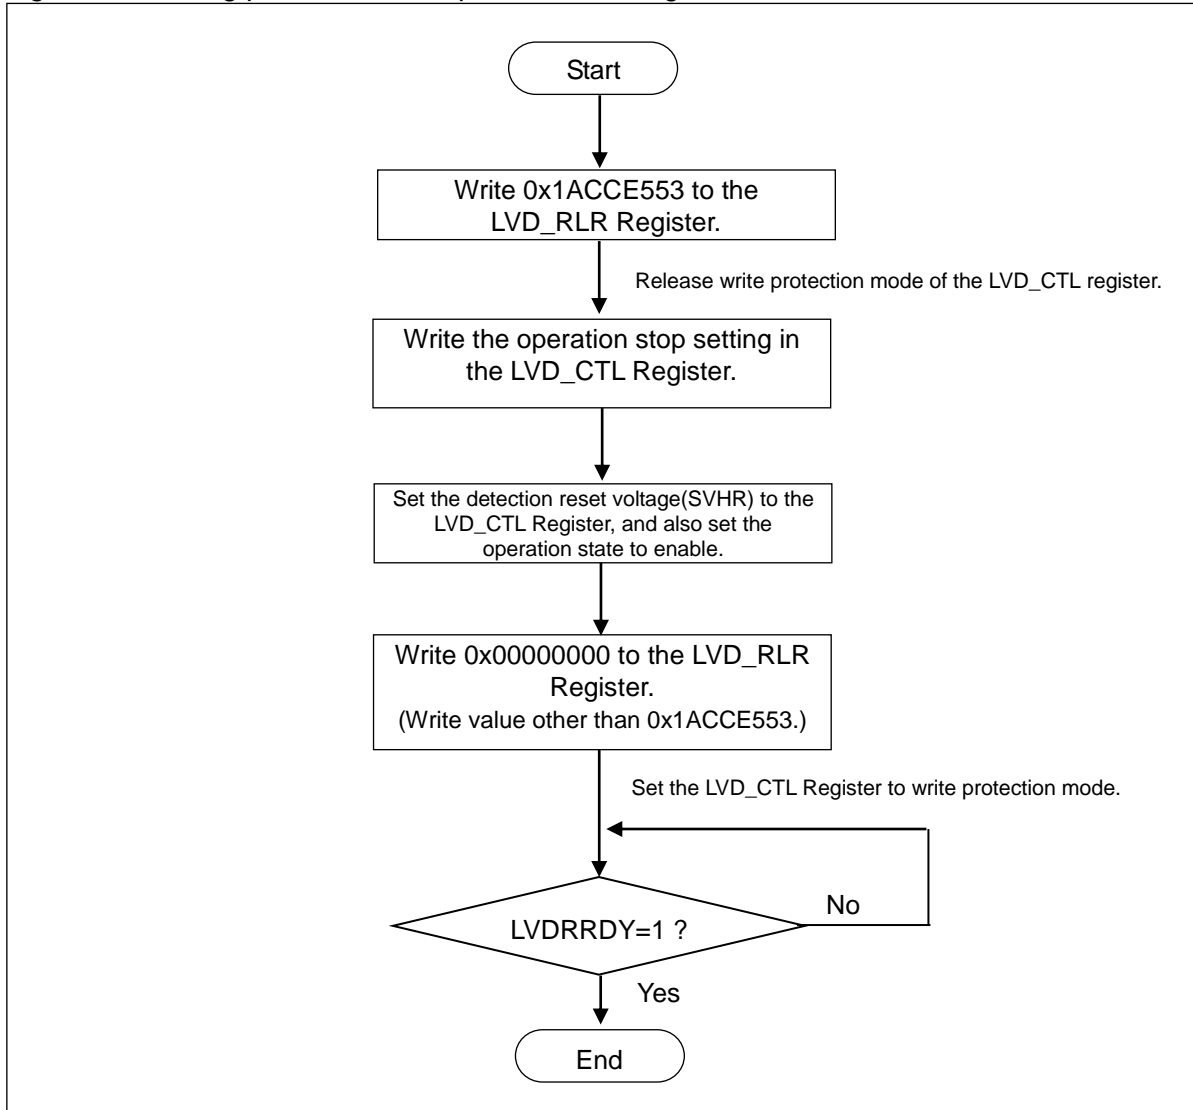 Start
Write 0x1ACCE553 to the
LVD_RLR Register.
Release write protection mode of the LVD_CTL register.
Write the operation stop setting in
the LVD_CTL Register.
Set the detection reset voltage(SVHR) to the
LVD_CTL Register, and also set the
operation state to enable.
Write 0x00000000 to the LVD_RLR
Register.
(Write value other than 0x1ACCE553.)
Set the LVD_CTL Register to write protection mode.
No
LVDRRDY=1 ?
Yes
End